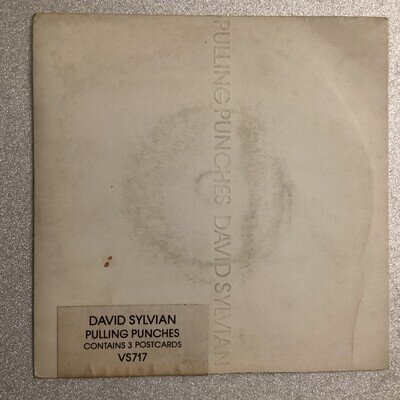 PULLING PUNCHES DAVID SYLVIAN
DAVID SYLVIAN
PULLING PUNCHES
CONTAINS 3 POSTCARDS
VS717